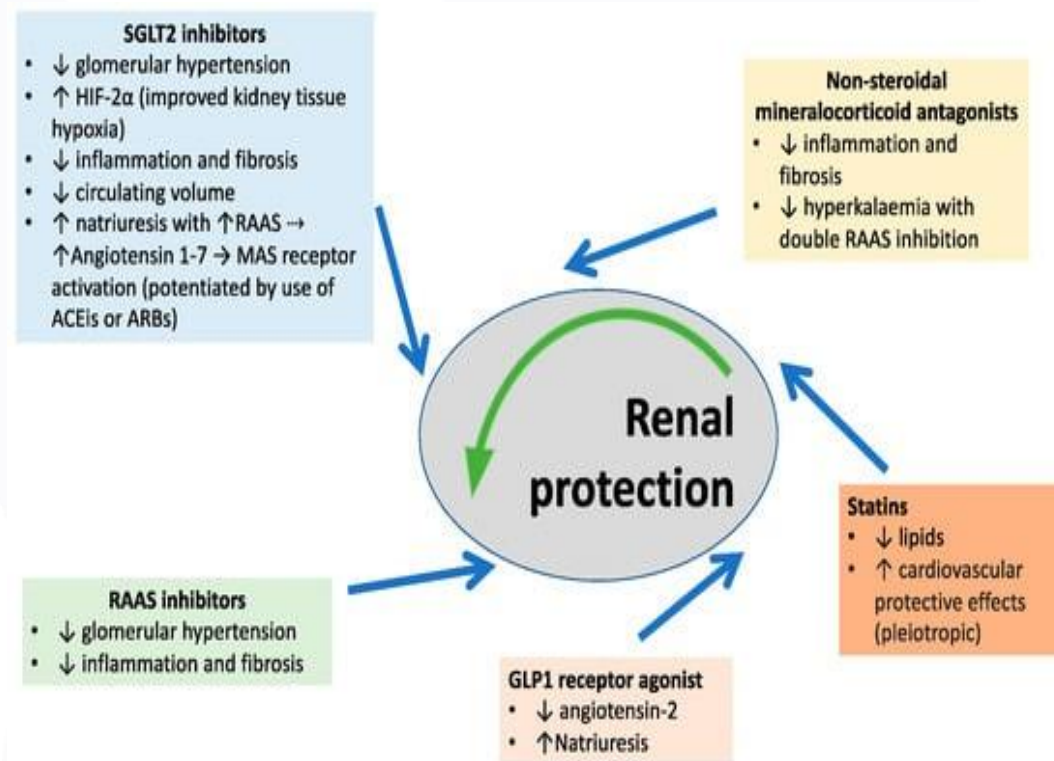 SGLT2 inhibitors
• ↓ glomerular hypertension
• ↑ HIF-2α (improved kidney tissue
hypoxia)
• ↓ inflammation and fibrosis
• ↓ circulating volume
• ↑ natriuresis with ↑RAAS →
↑Angiotensin 1-7 → MAS receptor
activation (potentiated by use of
ACEis or ARBs)
Non-steroidal
mineralocorticoid antagonists
• ↓ inflammation and
fibrosis
• ↓ hyperkalaemia with
double RAAS inhibition
Renal
protection
Statins
• ↓ lipids
• ↑ cardiovascular
protective effects
(pleiotropic)
RAAS inhibitors
• ↓ glomerular hypertension
• ↓ inflammation and fibrosis
GLP1 receptor agonist
• ↓ angiotensin-2
• ↑Natriuresis